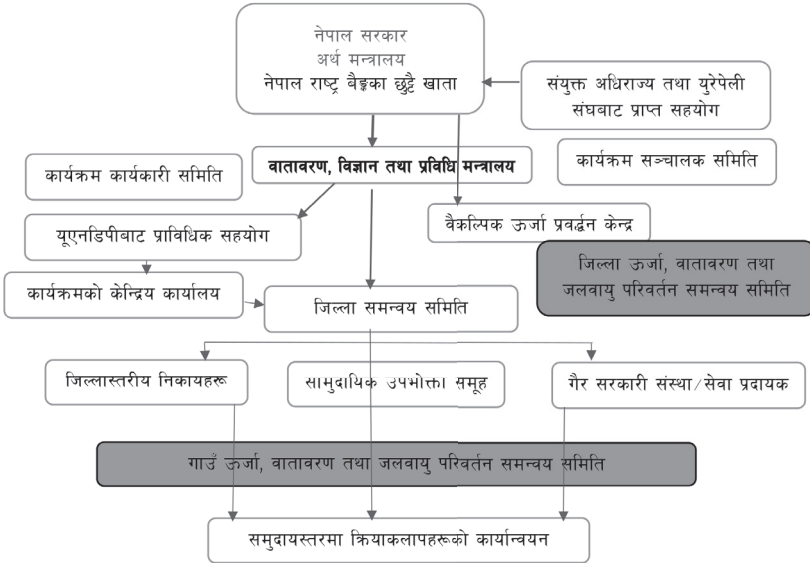 नेपाल सरकार
अर्थ मन्त्रालय
नेपाल राष्ट्र बैङ्कका छुट्टै खाता
संयुक्त अधिराज्य तथा युरेपेली
संघबाट प्राप्त सहयोग
वातावरण, विज्ञान तथा प्रविधि मन्त्रालय
कार्यक्रम सञ्चालक समिति
कार्यक्रम कार्यकारी समिति
वैकल्पिक ऊर्जा प्रवर्द्धन केन्द्र
यूएनडिपीबाट प्राविधिक सहयोग
जिल्ला ऊर्जा, वातावरण तथा
जलवायु परिवर्तन समन्वय समिति
कार्यक्रमको केन्द्रिय कार्यालय
जिल्ला समन्वय समिति
जिल्लास्तरीय निकायहरू
सामुदायिक उपभोक्ता समूह
गैर सरकारी संस्था/सेवा प्रदायक
गाउँ ऊर्जा, वातावरण तथा जलवायु परिवर्तन समन्वय समिति
समुदायस्तरमा क्रियाकलापहरूको कार्यान्वयन